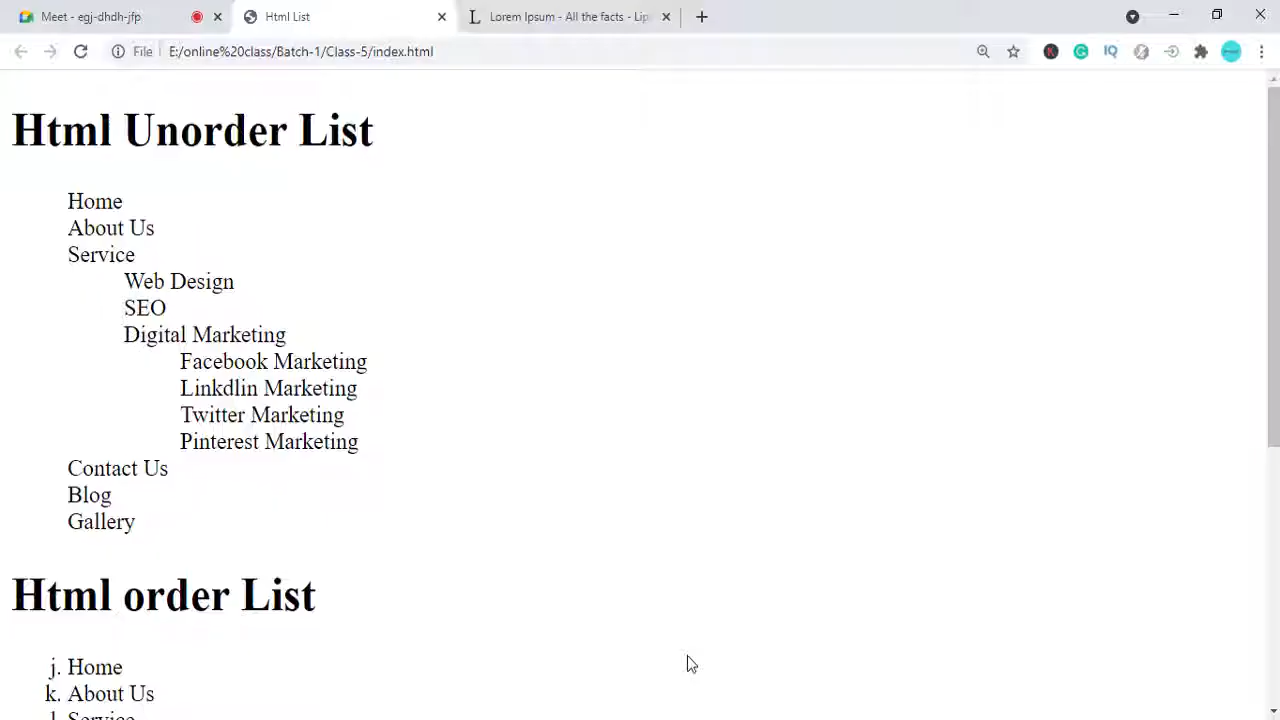 Meet - egj-dhdh-jfp
Html List
Lorem Ipsum - All the facts - Lip
File
E:/online%20class/Batch-1/Class-5/index.html
IQ
Html Unorder List
Home
About Us
Service
Web Design
SEO
Digital Marketing
Facebook Marketing
Linkdlin Marketing
Twitter Marketing
Pinterest Marketing
Contact Us
Blog
Gallery
Html order List
j. Home
k. About Us
l. Service